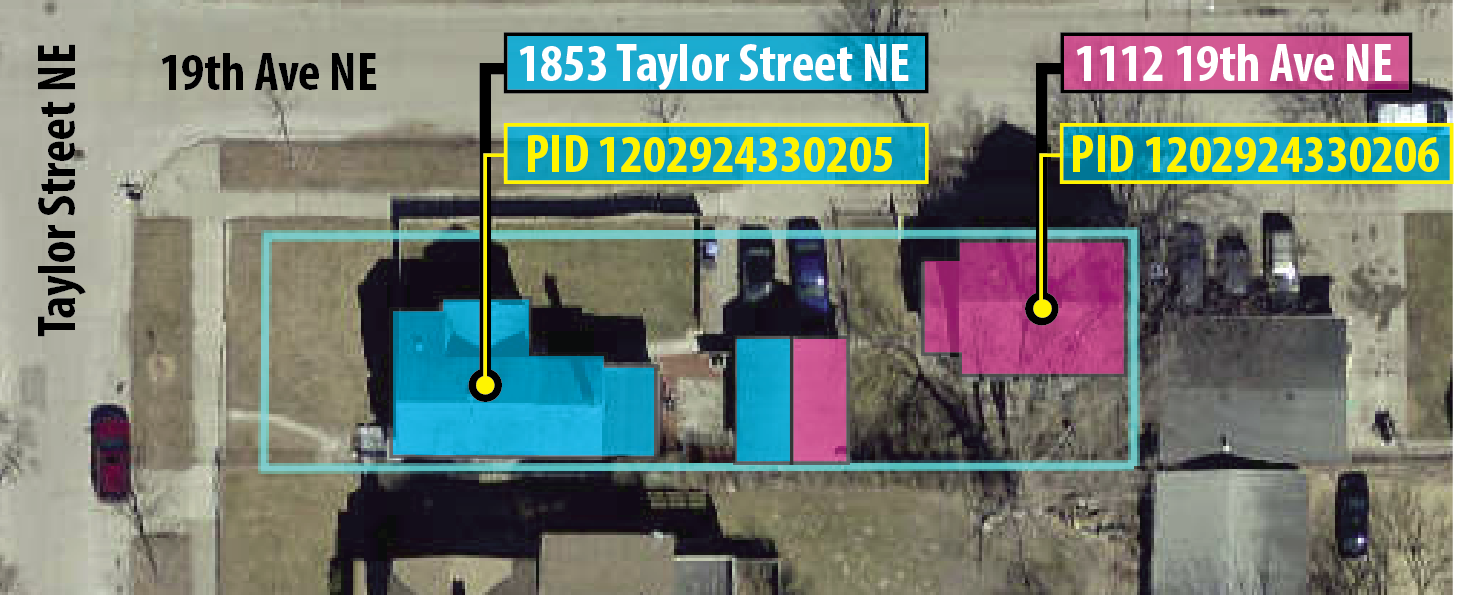 Taylor Street NE
19th Ave NE
1853 Taylor Street NE
PID 1202924330205
1112 19th Ave NE
PID 1202924330206